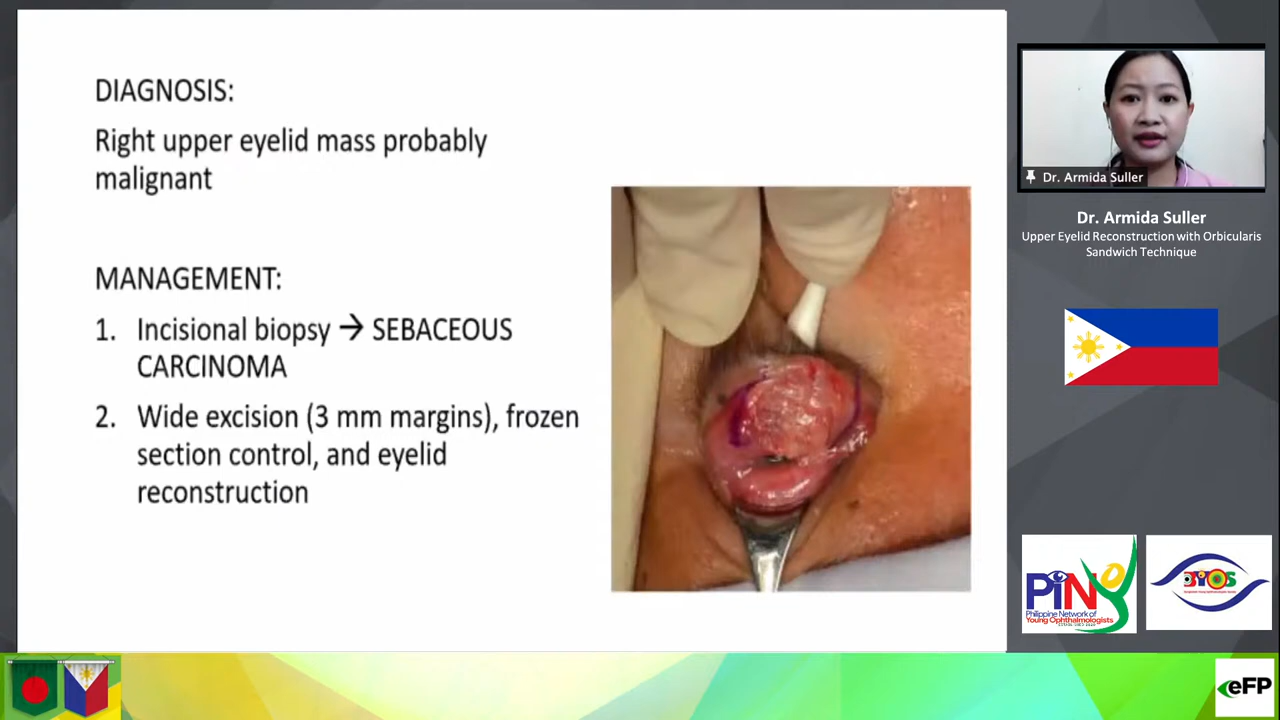 DIAGNOSIS:
Right upper eyelid mass probably
malignant
MANAGEMENT:
1. Incisional biopsy → SEBACEOUS
CARCINOMA
2. Wide excision (3 mm margins), frozen
section control, and eyelid
reconstruction
Dr. Armida Suller
Dr. Armida Suller
Upper Eyelid Reconstruction with Orbicularis
Sandwich Technique
PiNYO
Philippine Network of
Young Ophthalmologists
BYOS
eFP